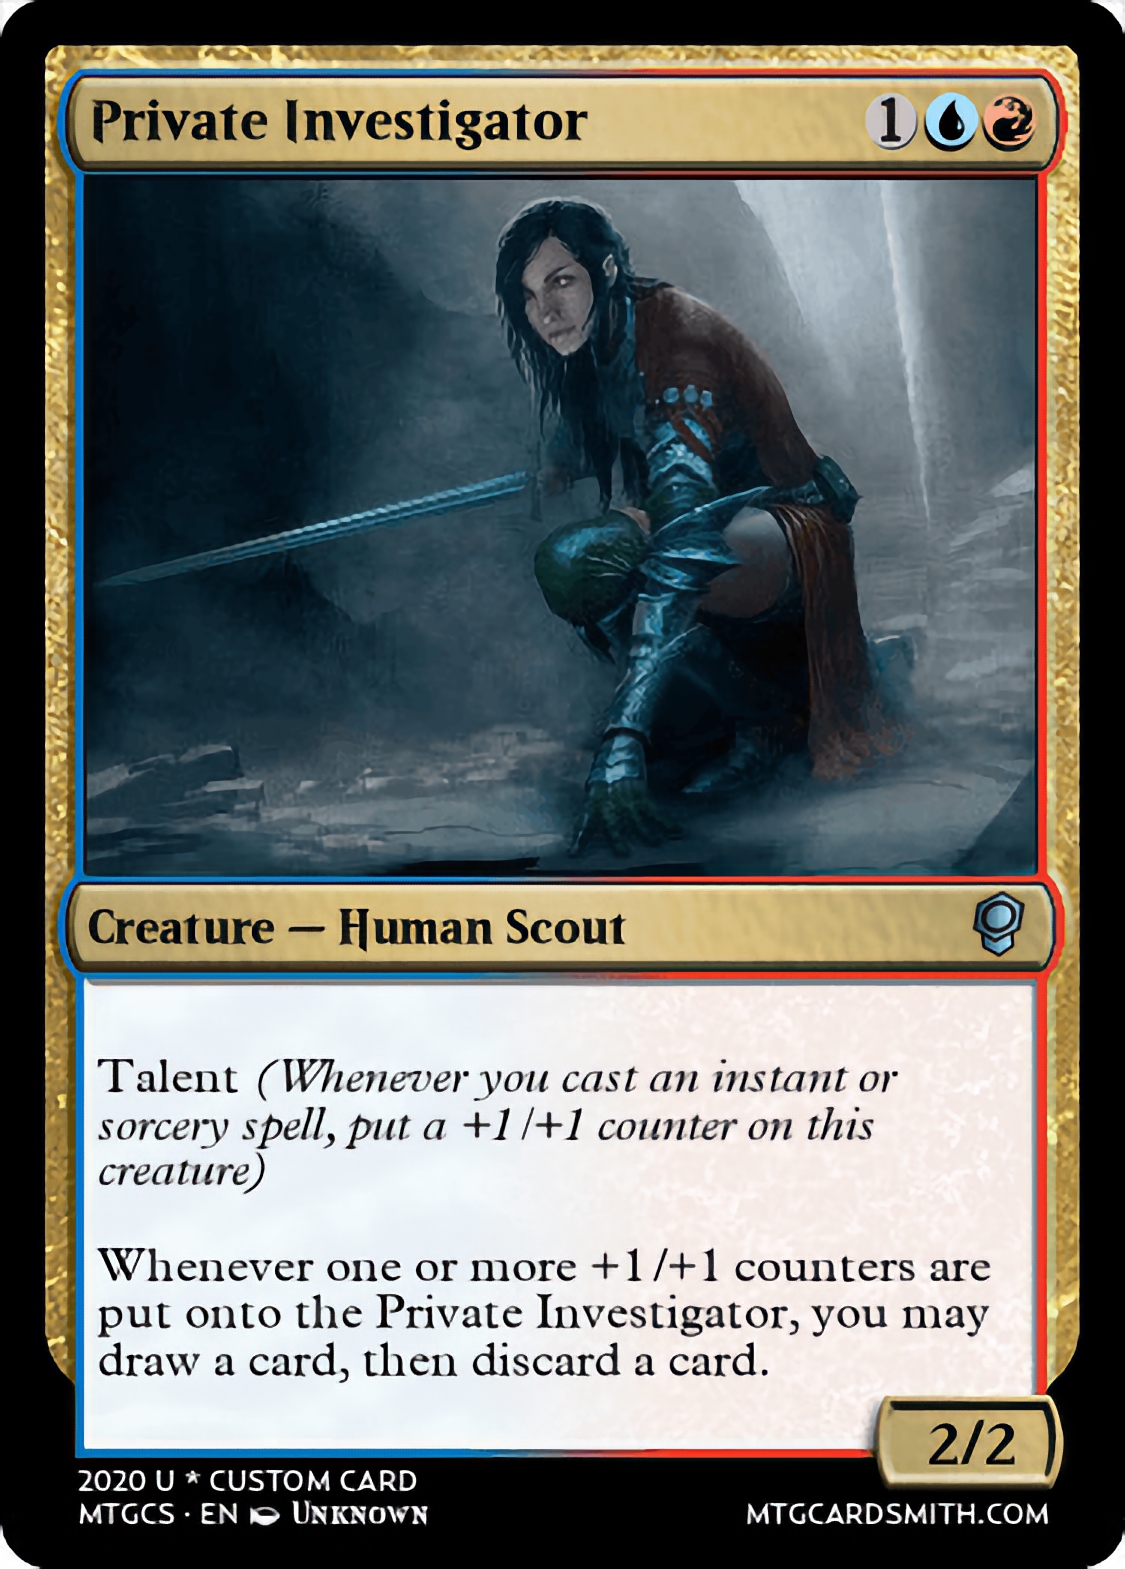 Private Investigator 1
Creature — Human Scout
Talent (Whenever you cast an instant or
sorcery spell, put a +1/+1 counter on this
creature)
Whenever one or more +1/+1 counters are
put onto the Private Investigator, you may
draw a card, then discard a card.
2/2
2020 U * CUSTOM CARD
MTGCS · EN UNKNOWN
MTGCARDSMITH.COM